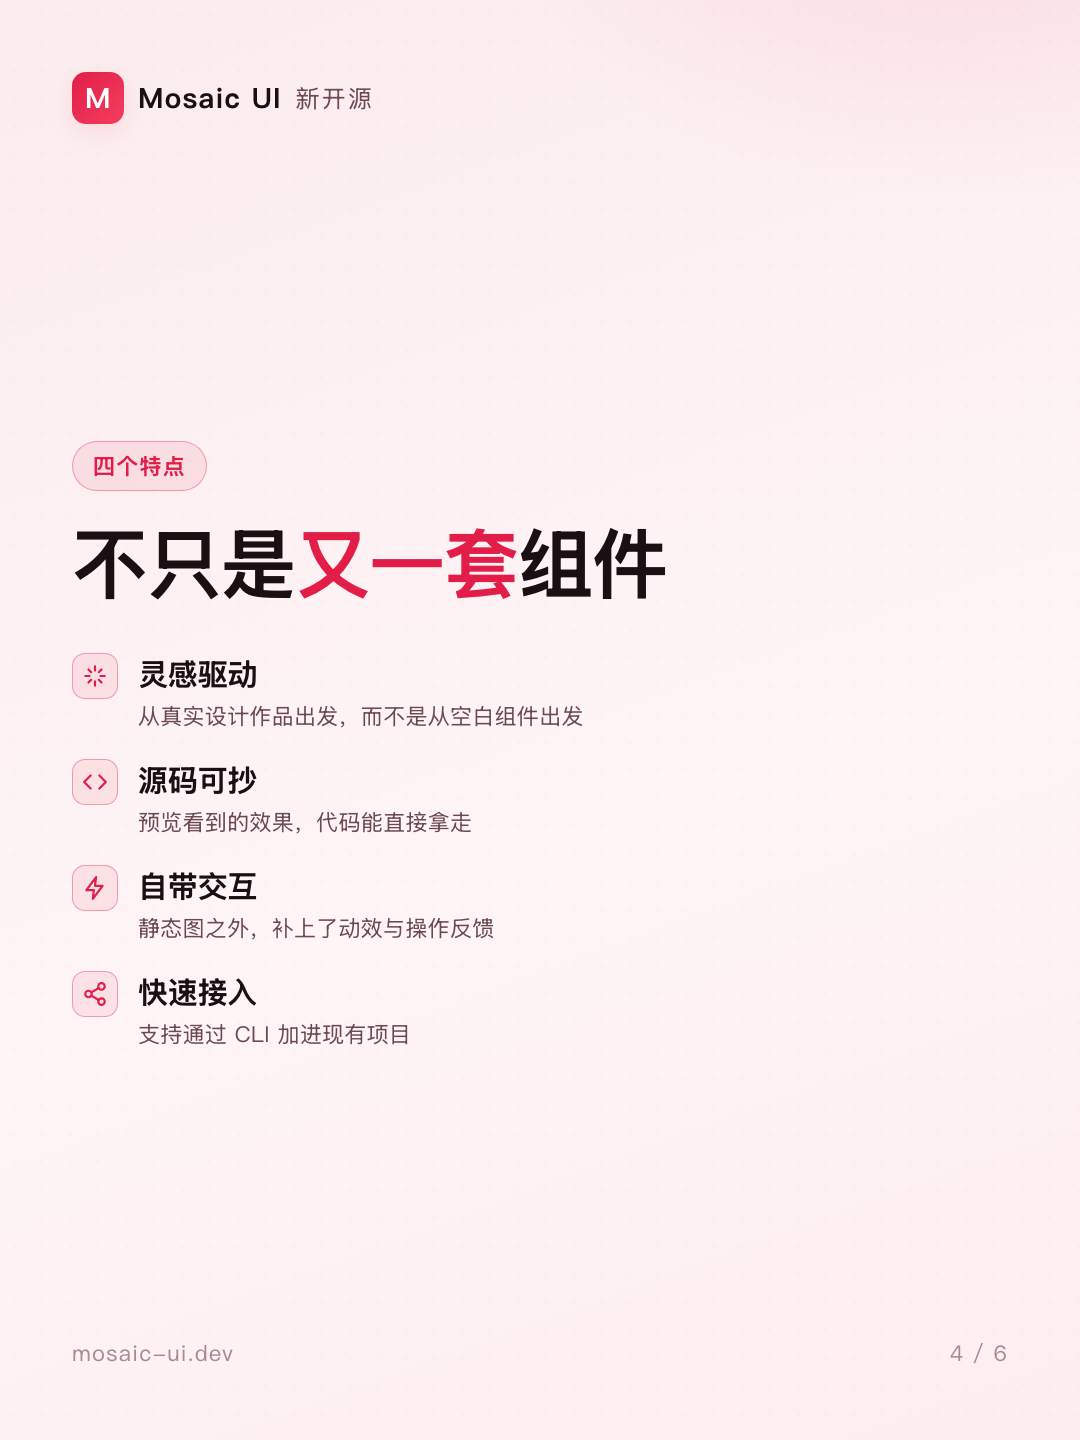 M Mosaic UI 新开源
四个特点
不只是又一套组件
灵感驱动
从真实设计作品出发，而不是从空白组件出发
源码可抄
预览看到的效果，代码能直接拿走
自带交互
静态图之外，补上了动效与操作反馈
快速接入
支持通过 CLI 加进现有项目
mosaic-ui.dev
4 / 6